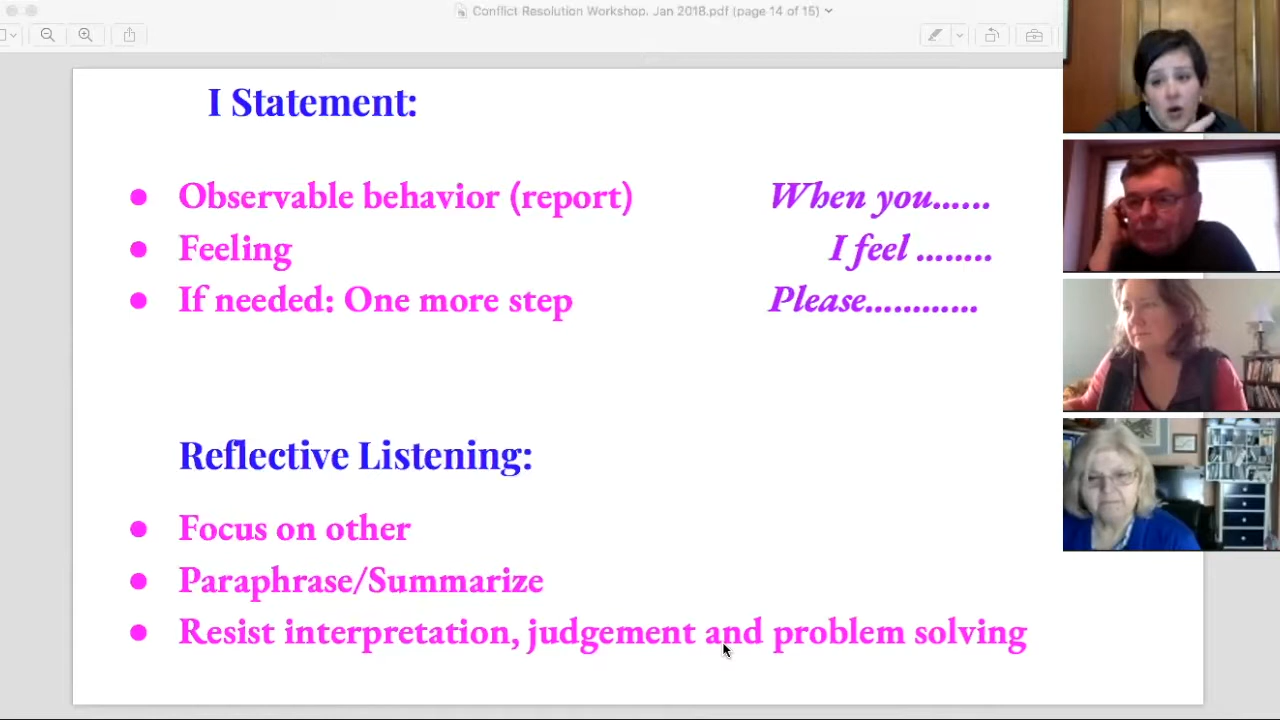 Conflict Resolution Workshop. Jan 2018.pdf (page 14 of 15)
I Statement:
● Observable behavior (report) When you......
● Feeling I feel ........
● If needed: One more step Please............
Reflective Listening:
● Focus on other
● Paraphrase/Summarize
● Resist interpretation, judgement and problem solving